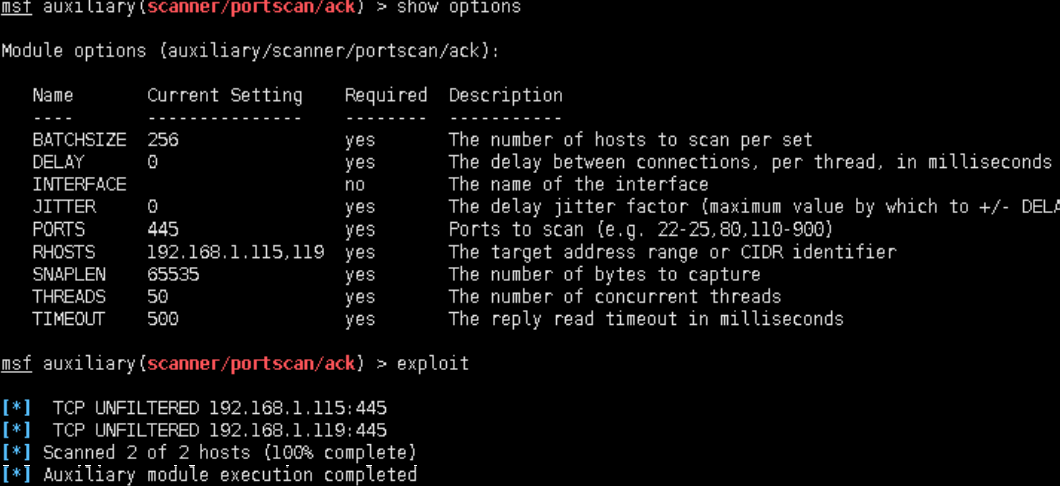 msf auxiliary(scanner/portscan/ack) > show options
Module options (auxiliary/scanner/portscan/ack):
Name Current Setting Required Description
---- --------------- -------- -----------
BATCHSIZE 256 yes The number of hosts to scan per set
DELAY 0 yes The delay between connections, per thread, in milliseconds
INTERFACE no The name of the interface
JITTER 0 yes The delay jitter factor (maximum value by which to +/- DELA
PORTS 445 yes Ports to scan (e.g. 22-25,80,110-900)
RHOSTS 192.168.1.115,119 yes The target address range or CIDR identifier
SNAPLEN 65535 yes The number of bytes to capture
THREADS 50 yes The number of concurrent threads
TIMEOUT 500 yes The reply read timeout in milliseconds
msf auxiliary(scanner/portscan/ack) > exploit
[*] TCP UNFILTERED 192.168.1.115:445
[*] TCP UNFILTERED 192.168.1.119:445
[*] Scanned 2 of 2 hosts (100% complete)
[*] Auxiliary module execution completed